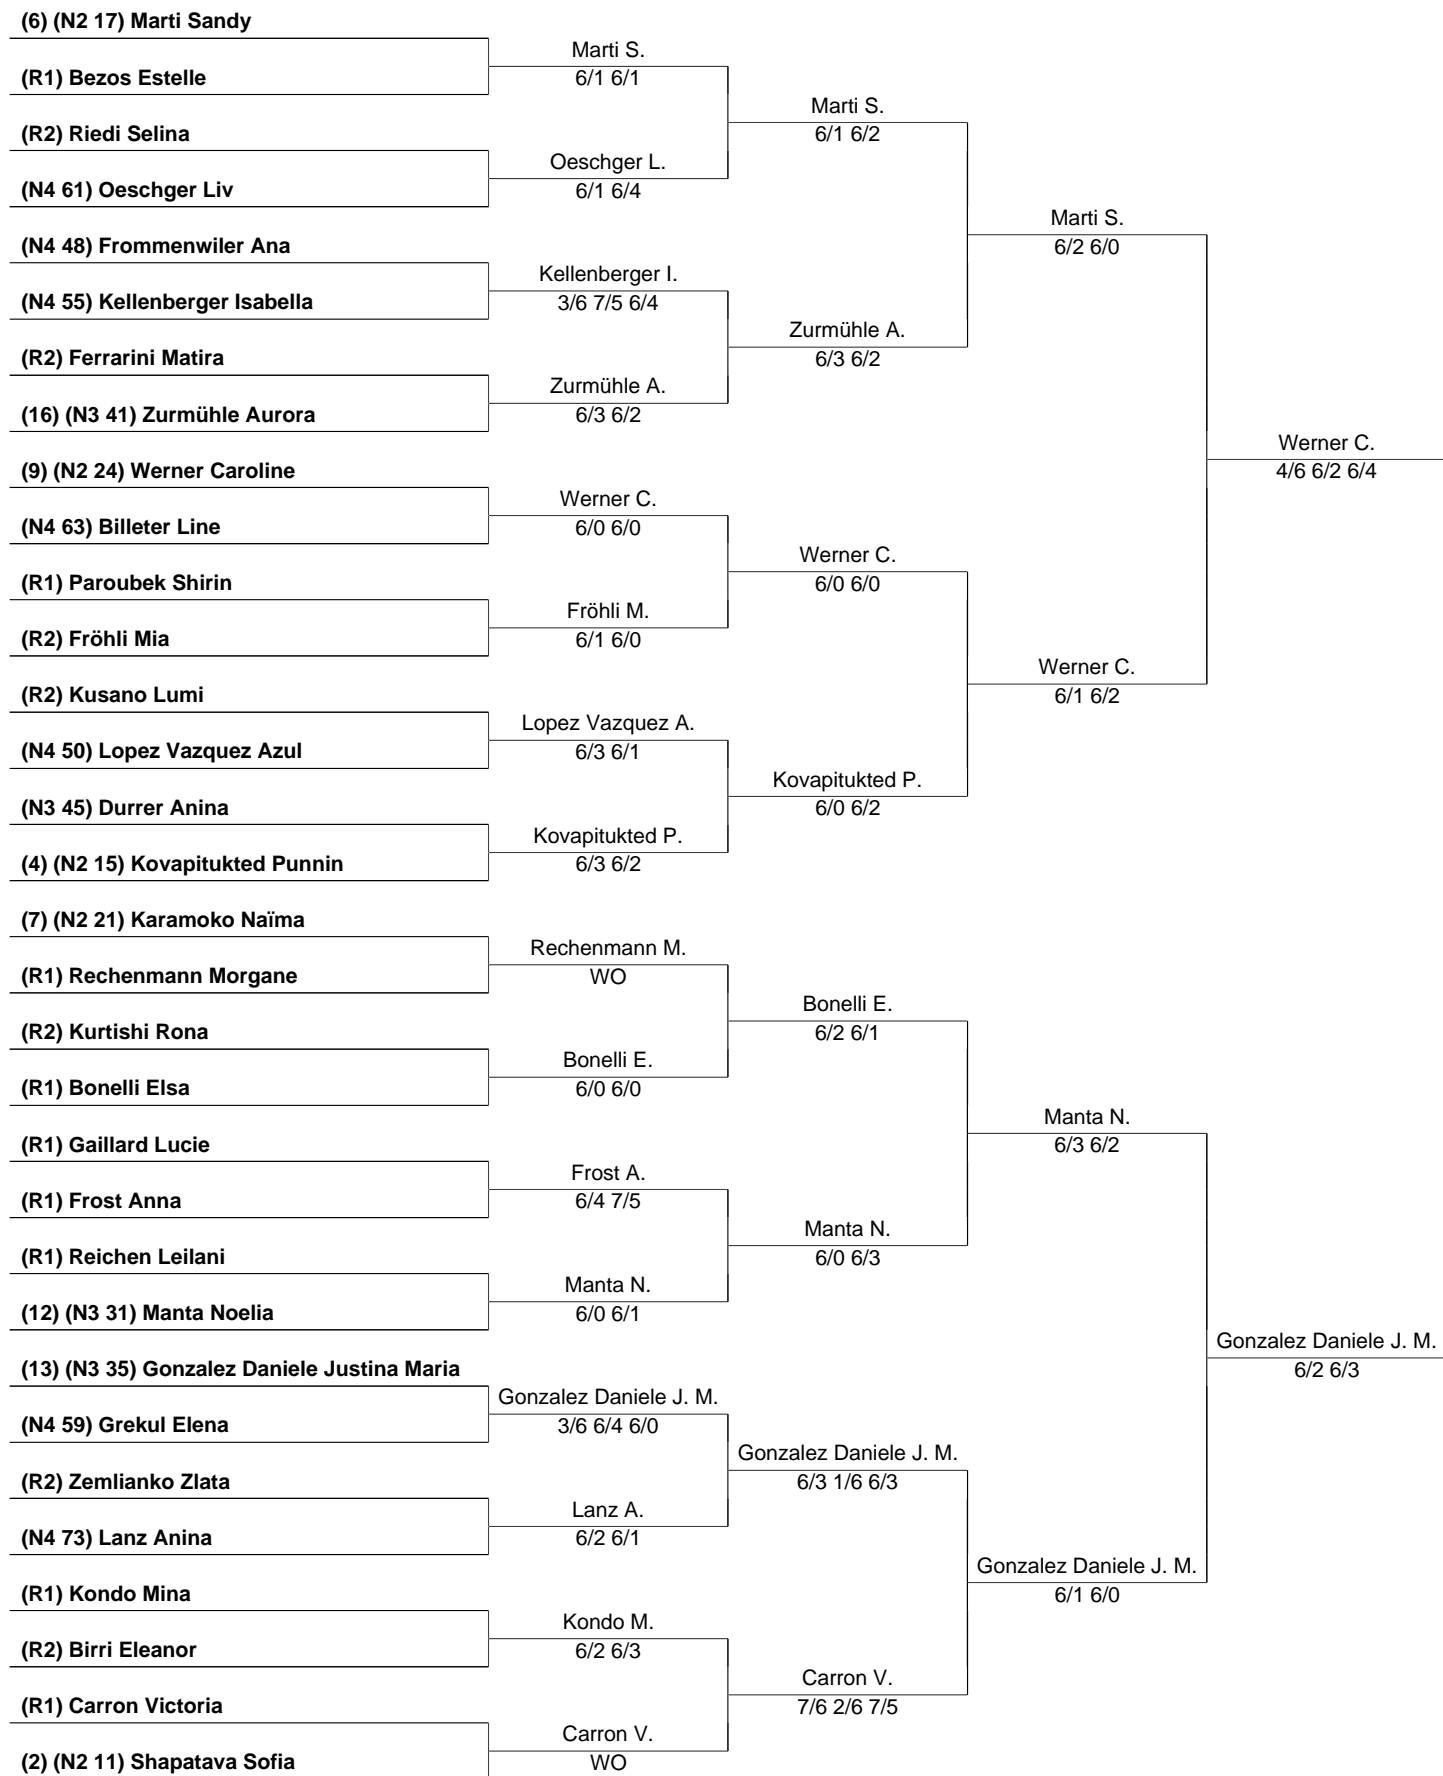 (6) (N2 17) Marti Sandy
(R1) Bezos Estelle
(R2) Riedi Selina
(N4 61) Oeschger Liv
(N4 48) Frommenwiler Ana
(N4 55) Kellenberger Isabella
(R2) Ferrarini Matira
(16) (N3 41) Zurmühle Aurora
(9) (N2 24) Werner Caroline
(N4 63) Billeter Line
(R1) Paroubek Shirin
(R2) Fröhli Mia
(R2) Kusano Lumi
(N4 50) Lopez Vazquez Azul
(N3 45) Durrer Anina
(4) (N2 15) Kovapitukted Punnin
(7) (N2 21) Karamoko Naïma
(R1) Rechenmann Morgane
(R2) Kurtishi Rona
(R1) Bonelli Elsa
(R1) Gaillard Lucie
(R1) Frost Anna
(R1) Reichen Leilani
(12) (N3 31) Manta Noelia
(13) (N3 35) Gonzalez Daniele Justina Maria
(N4 59) Grekul Elena
(R2) Zemlianko Zlata
(N4 73) Lanz Anina
(R1) Kondo Mina
(R2) Birri Eleanor
(R1) Carron Victoria
(2) (N2 11) Shapatava Sofia
Marti S.
6/1 6/1
Oeschger L.
6/1 6/4
Kellenberger I.
3/6 7/5 6/4
Zurmühle A.
6/3 6/2
Werner C.
6/0 6/0
Fröhli M.
6/1 6/0
Lopez Vazquez A.
6/3 6/1
Kovapitukted P.
6/3 6/2
Rechenmann M.
WO
Bonelli E.
6/0 6/0
Frost A.
6/4 7/5
Manta N.
6/0 6/1
Gonzalez Daniele J. M.
3/6 6/4 6/0
Lanz A.
6/2 6/1
Kondo M.
6/2 6/3
Carron V.
WO
Marti S.
6/1 6/2
Zurmühle A.
6/3 6/2
Werner C.
6/0 6/0
Kovapitukted P.
6/0 6/2
Bonelli E.
6/2 6/1
Manta N.
6/0 6/3
Gonzalez Daniele J. M.
6/3 1/6 6/3
Carron V.
7/6 2/6 7/5
Marti S.
6/2 6/0
Werner C.
6/1 6/2
Manta N.
6/3 6/2
Gonzalez Daniele J. M.
6/1 6/0
Werner C.
4/6 6/2 6/4
Gonzalez Daniele J. M.
6/2 6/3